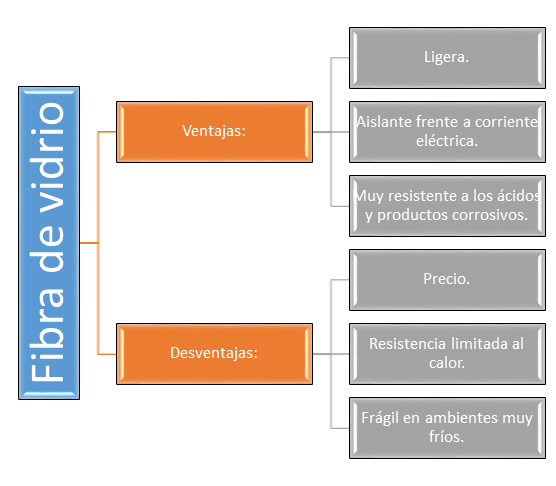 Fibra de vidrio
Ventajas:
Ligera.
Aislante frente a corriente
eléctrica.
Muy resistente a los ácidos
y productos corrosivos.
Desventajas:
Precio.
Resistencia limitada al
calor.
Frágil en ambientes muy
fríos.